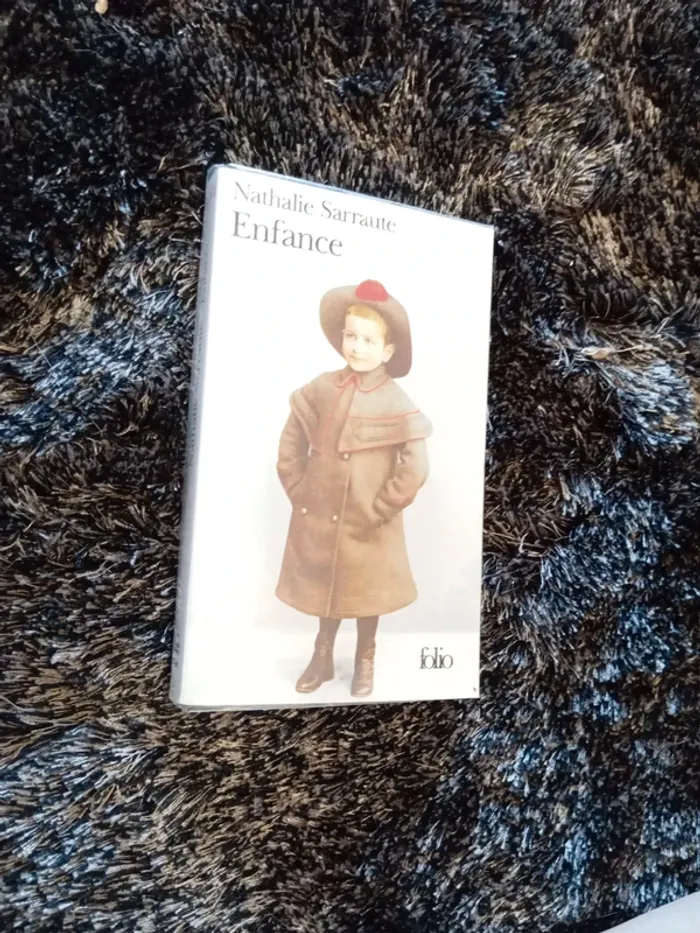 Nathalie Sarraute
Enfance
folio